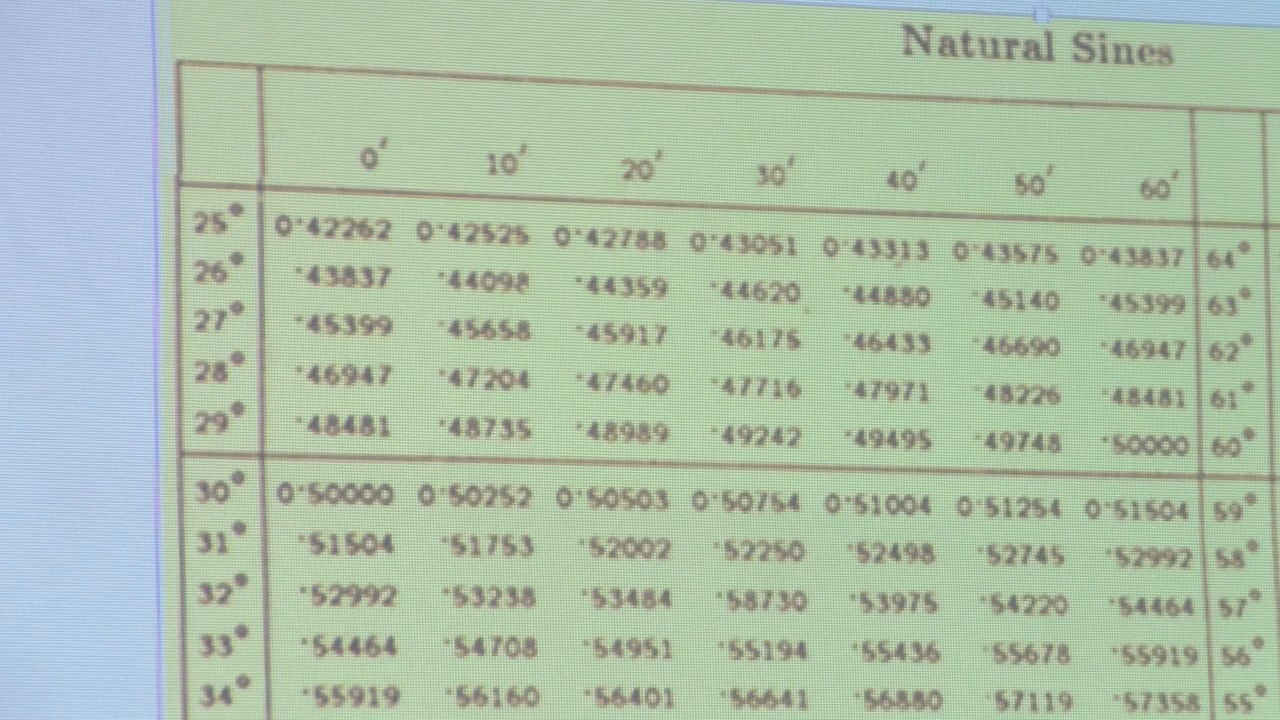 Natural Sines
0′ 10′ 20′ 30′ 40′ 50′ 60′
25° 0·42262 0·42525 0·42788 0·43051 0·43313 0·43575 0·43837 64°
26° ·43837 ·44098 ·44359 ·44620 ·44880 ·45140 ·45399 63°
27° ·45399 ·45658 ·45917 ·46175 ·46433 ·46690 ·46947 62°
28° ·46947 ·47204 ·47460 ·47716 ·47971 ·48226 ·48481 61°
29° ·48481 ·48735 ·48989 ·49242 ·49495 ·49748 ·50000 60°
30° 0·50000 0·50252 0·50503 0·50754 0·51004 0·51254 0·51504 59°
31° ·51504 ·51753 ·52002 ·52250 ·52498 ·52745 ·52992 58°
32° ·52992 ·53238 ·53484 ·58730 ·53975 ·54220 ·54464 57°
33° ·54464 ·54708 ·54951 ·55194 ·55436 ·55678 ·55919 56°
34° ·55919 ·56160 ·56401 ·56641 ·56880 ·57119 ·57358 55°